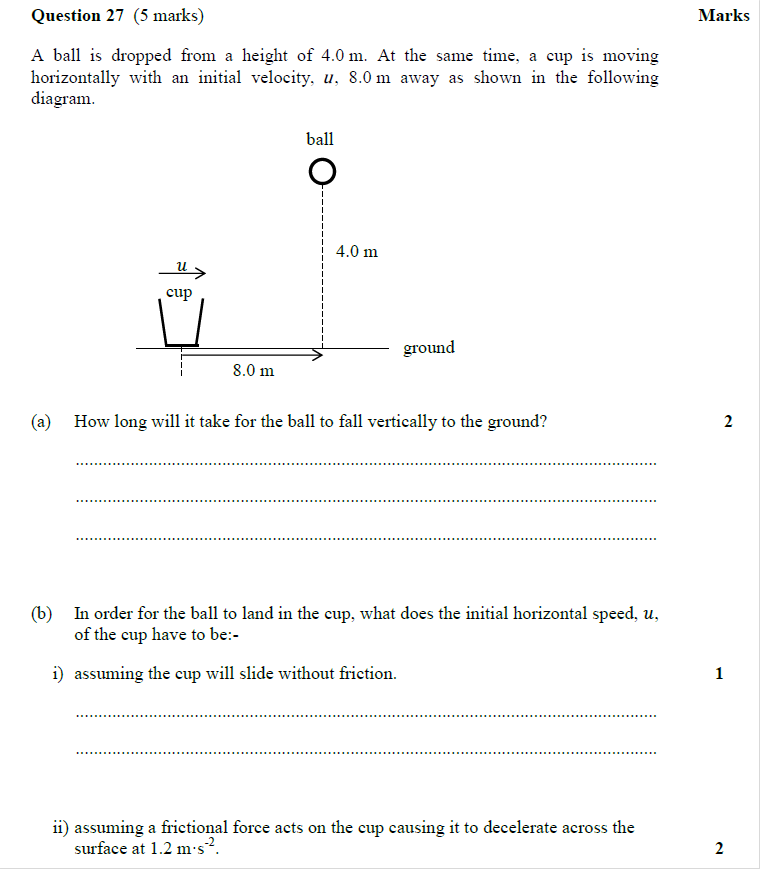 Question 27 (5 marks)
Marks
A ball is dropped from a height of 4.0 m. At the same time, a cup is moving
horizontally with an initial velocity, u, 8.0 m away as shown in the following
diagram.
ball
4.0 m
u
cup
ground
8.0 m
(a) How long will it take for the ball to fall vertically to the ground? 2
(b) In order for the ball to land in the cup, what does the initial horizontal speed, u,
of the cup have to be:-
i) assuming the cup will slide without friction. 1
ii) assuming a frictional force acts on the cup causing it to decelerate across the
surface at 1.2 m·s⁻². 2